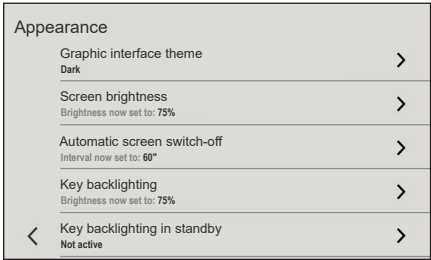 Appearance
Graphic interface theme
Dark
Screen brightness
Brightness now set to: 75%
Automatic screen switch-off
Interval now set to: 60"
Key backlighting
Brightness now set to: 75%
Key backlighting in standby
Not active